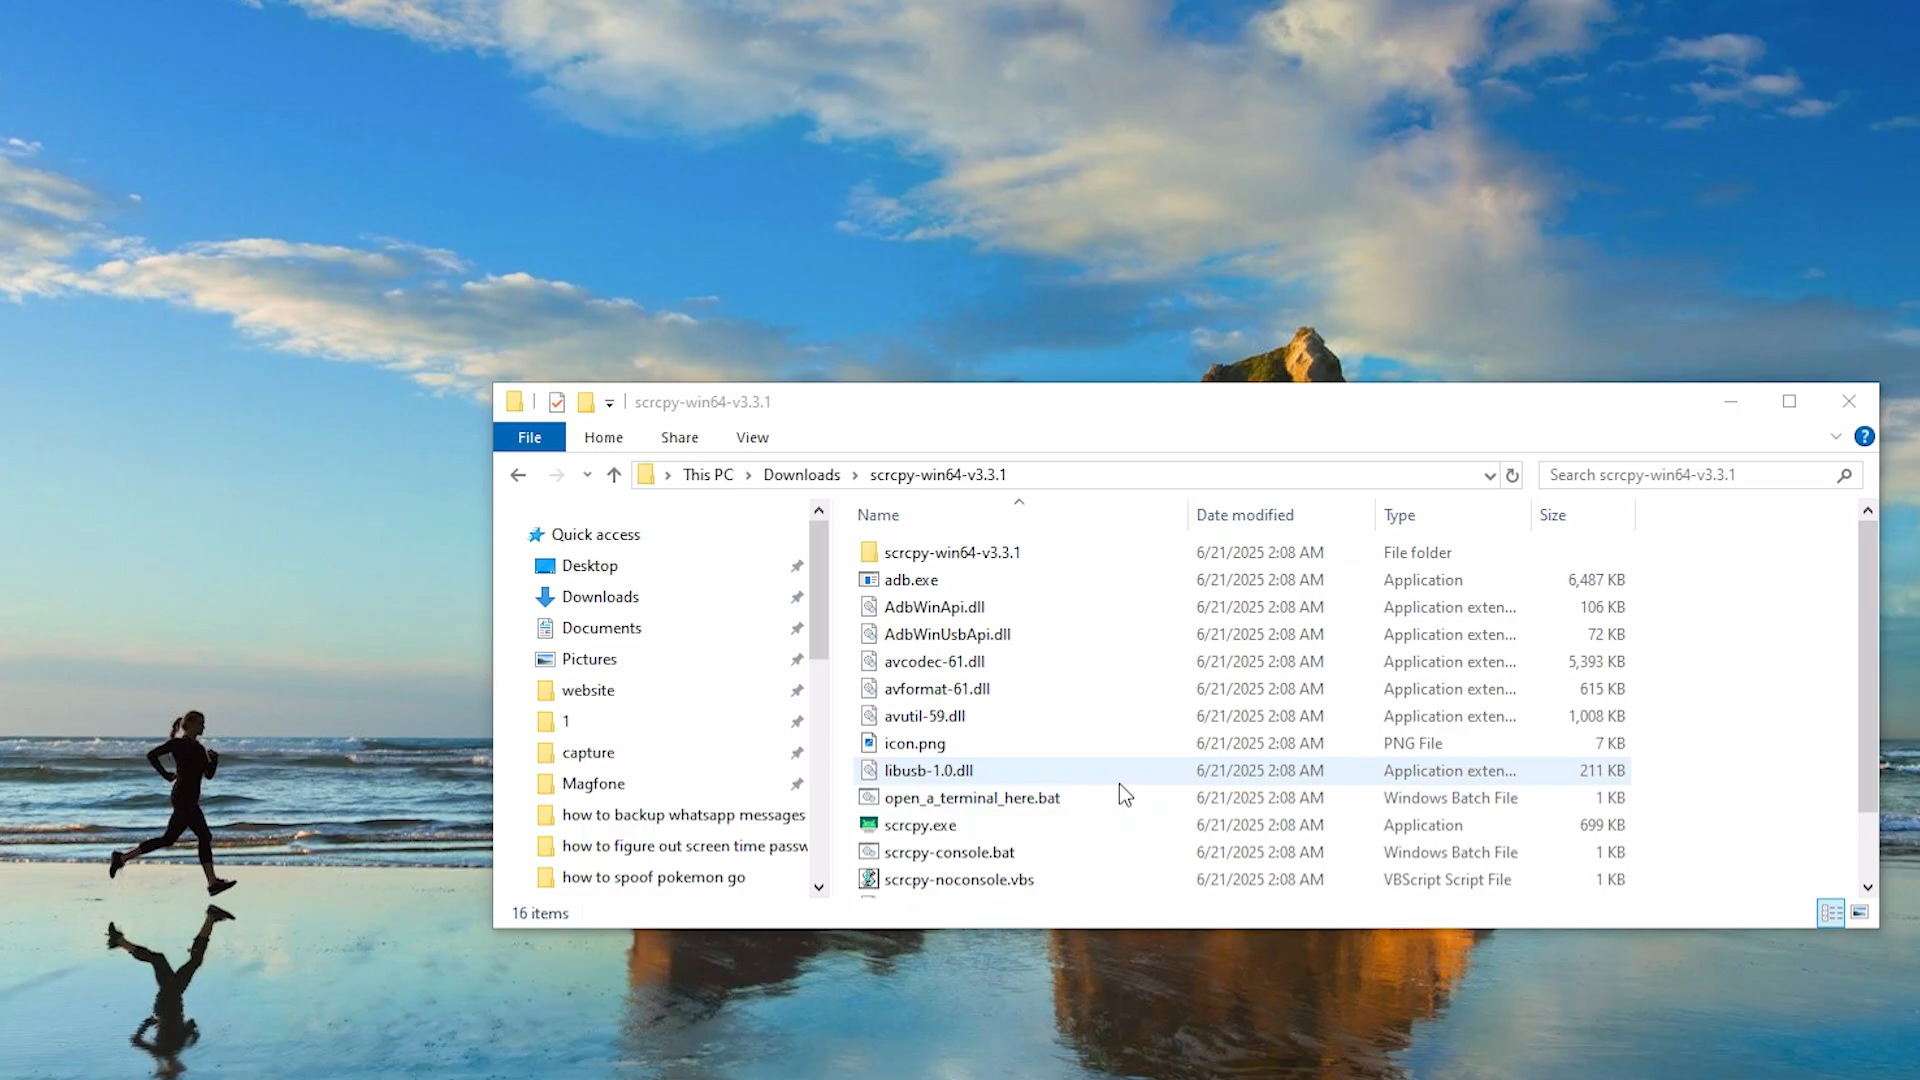 scrcpy-win64-v3.3.1
File Home Share View
This PC Downloads scrcpy-win64-v3.3.1 Search scrcpy-win64-v3.3.1
Quick access
Desktop
Downloads
Documents
Pictures
website
1
capture
Magfone
how to backup whatsapp messages
how to figure out screen time passw
how to spoof pokemon go
Name Date modified Type Size
scrcpy-win64-v3.3.1 6/21/2025 2:08 AM File folder
adb.exe 6/21/2025 2:08 AM Application 6,487 KB
AdbWinApi.dll 6/21/2025 2:08 AM Application exten... 106 KB
AdbWinUsbApi.dll 6/21/2025 2:08 AM Application exten... 72 KB
avcodec-61.dll 6/21/2025 2:08 AM Application exten... 5,393 KB
avformat-61.dll 6/21/2025 2:08 AM Application exten... 615 KB
avutil-59.dll 6/21/2025 2:08 AM Application exten... 1,008 KB
icon.png 6/21/2025 2:08 AM PNG File 7 KB
libusb-1.0.dll 6/21/2025 2:08 AM Application exten... 211 KB
open_a_terminal_here.bat 6/21/2025 2:08 AM Windows Batch File 1 KB
scrcpy.exe 6/21/2025 2:08 AM Application 699 KB
scrcpy-console.bat 6/21/2025 2:08 AM Windows Batch File 1 KB
scrcpy-noconsole.vbs 6/21/2025 2:08 AM VBScript Script File 1 KB
16 items